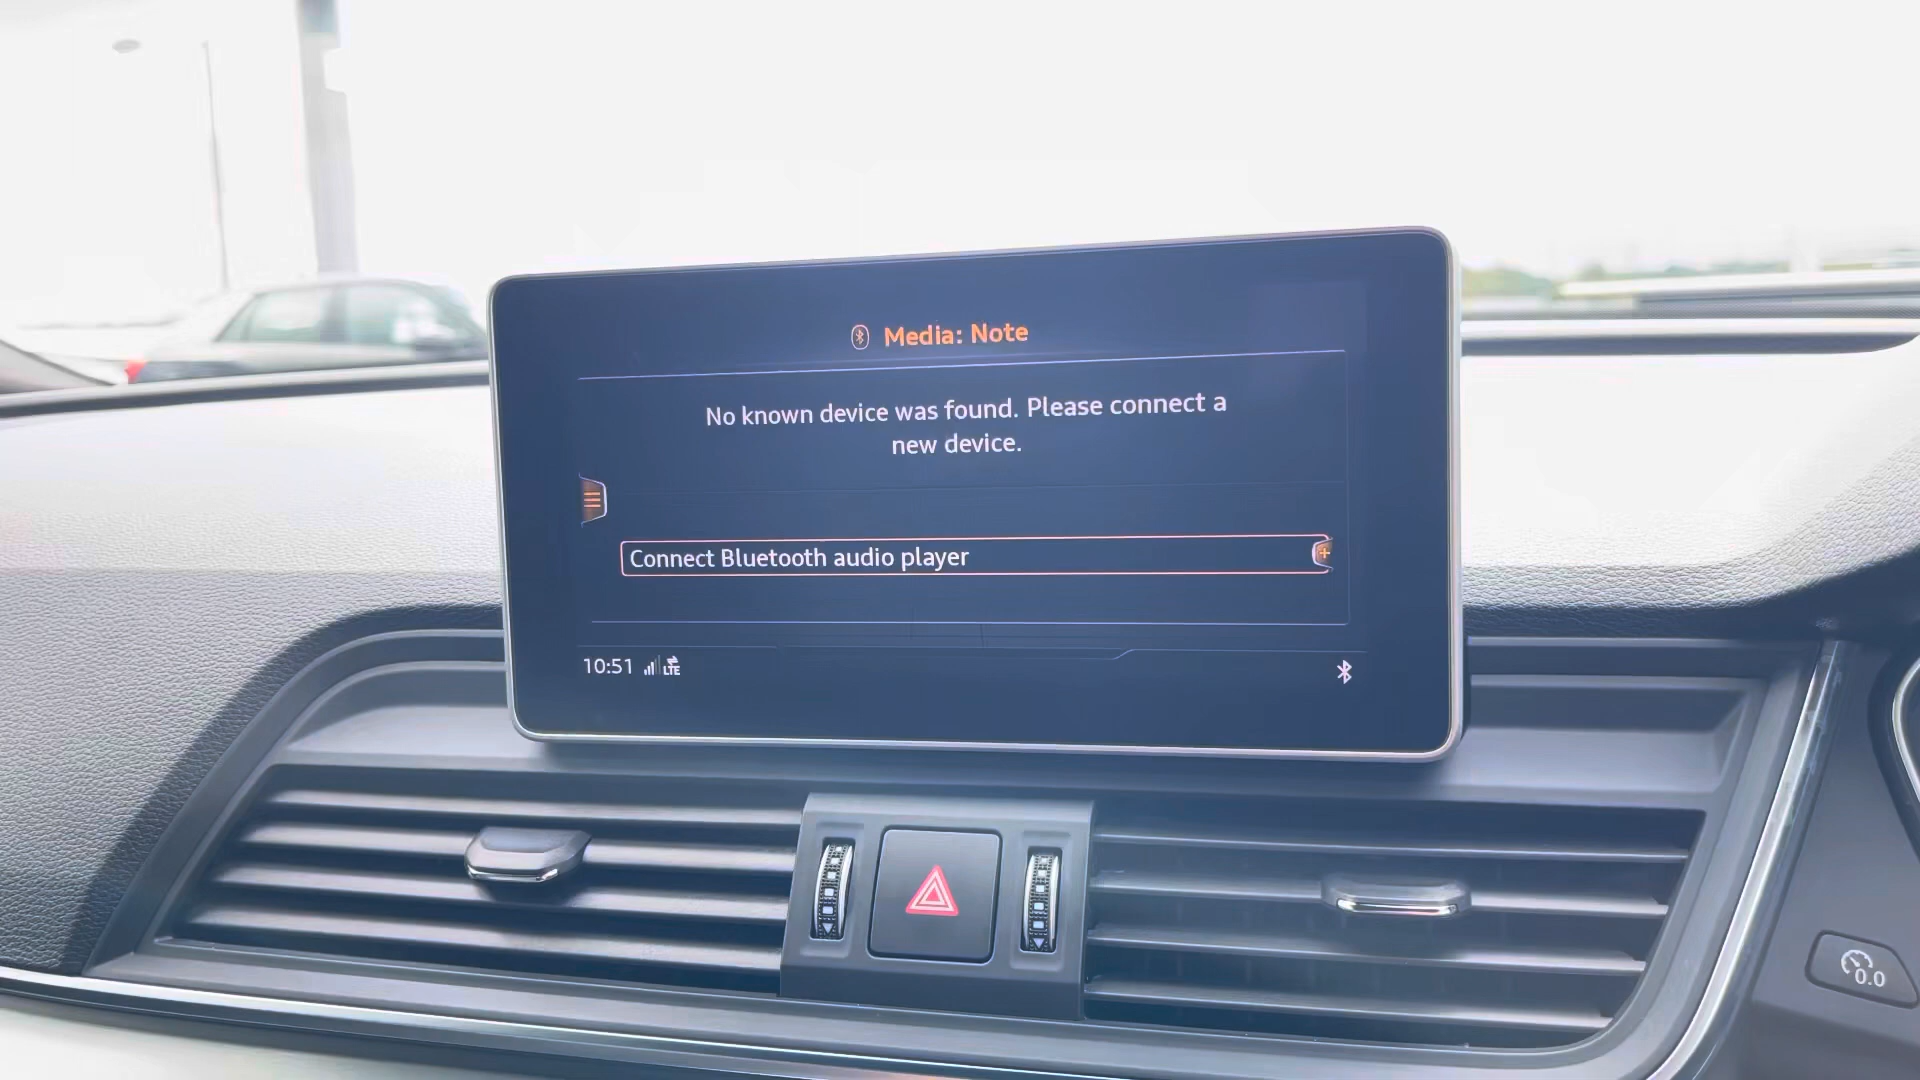 Media: Note
No known device was found. Please connect a
new device.
Connect Bluetooth audio player
10:51 LTE
0.0